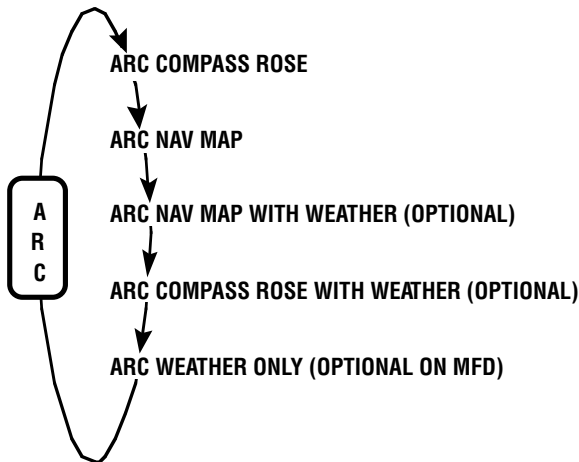 ARC COMPASS ROSE
ARC NAV MAP
ARC NAV MAP WITH WEATHER (OPTIONAL)
ARC COMPASS ROSE WITH WEATHER (OPTIONAL)
ARC WEATHER ONLY (OPTIONAL ON MFD)
A
R
C